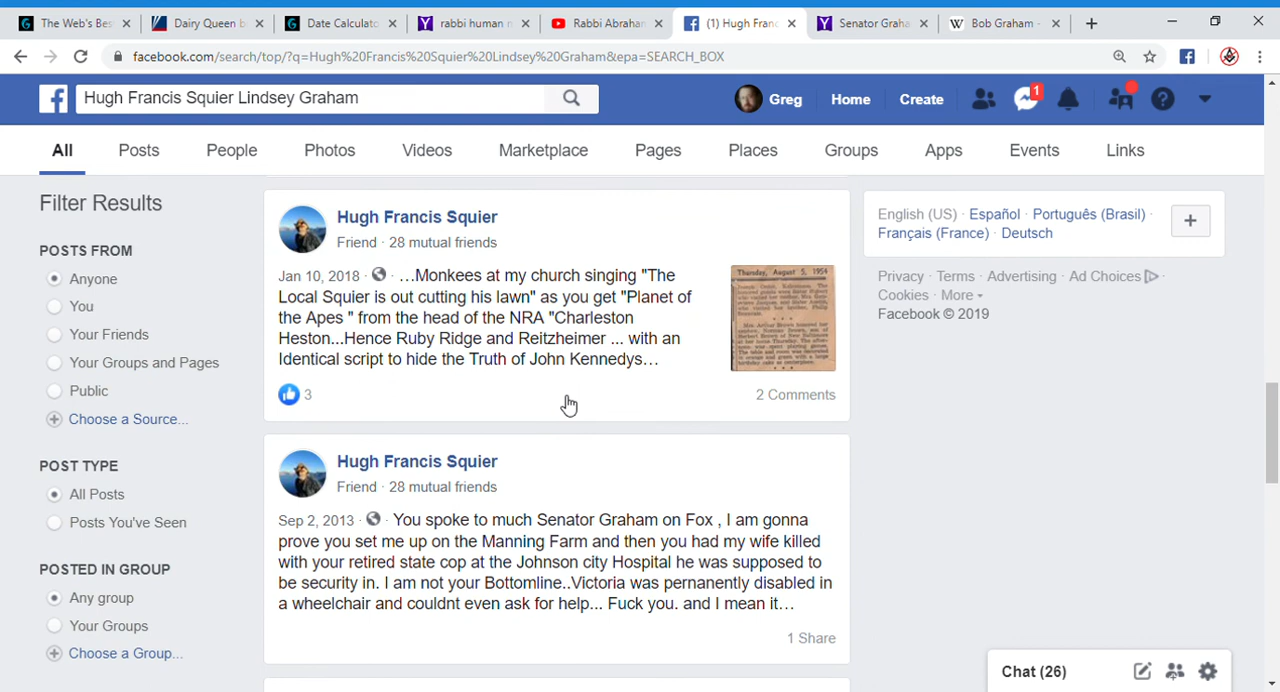 The Web's Bes
Dairy Queen b
Date Calculato
rabbi human r
Rabbi Abraham
(1) Hugh Franc
Senator Graha
Bob Graham -
facebook.com/search/top/?q=Hugh%20Francis%20Squier%20Lindsey%20Graham&epa=SEARCH_BOX
Hugh Francis Squier Lindsey Graham
Greg
Home
Create
1
All
Posts
People
Photos
Videos
Marketplace
Pages
Places
Groups
Apps
Events
Links
Filter Results
POSTS FROM
Anyone
You
Your Friends
Your Groups and Pages
Public
Choose a Source...
POST TYPE
All Posts
Posts You've Seen
POSTED IN GROUP
Any group
Your Groups
Choose a Group...
Hugh Francis Squier
Friend · 28 mutual friends
Jan 10, 2018 · · …Monkees at my church singing "The
Local Squier is out cutting his lawn" as you get "Planet of
the Apes " from the head of the NRA "Charleston
Heston...Hence Ruby Ridge and Reitzheimer ... with an
Identical script to hide the Truth of John Kennedys…
Thursday, August 5, 1954
3
2 Comments
Hugh Francis Squier
Friend · 28 mutual friends
Sep 2, 2013 · · You spoke to much Senator Graham on Fox , I am gonna
prove you set me up on the Manning Farm and then you had my wife killed
with your retired state cop at the Johnson city Hospital he was supposed to
be security in. I am not your Bottomline..Victoria was pernanently disabled in
a wheelchair and couldnt even ask for help... Fuck you. and I mean it…
1 Share
English (US) · Español · Português (Brasil) ·
Français (France) · Deutsch
Privacy · Terms · Advertising · Ad Choices ·
Cookies · More
Facebook © 2019
Chat (26)